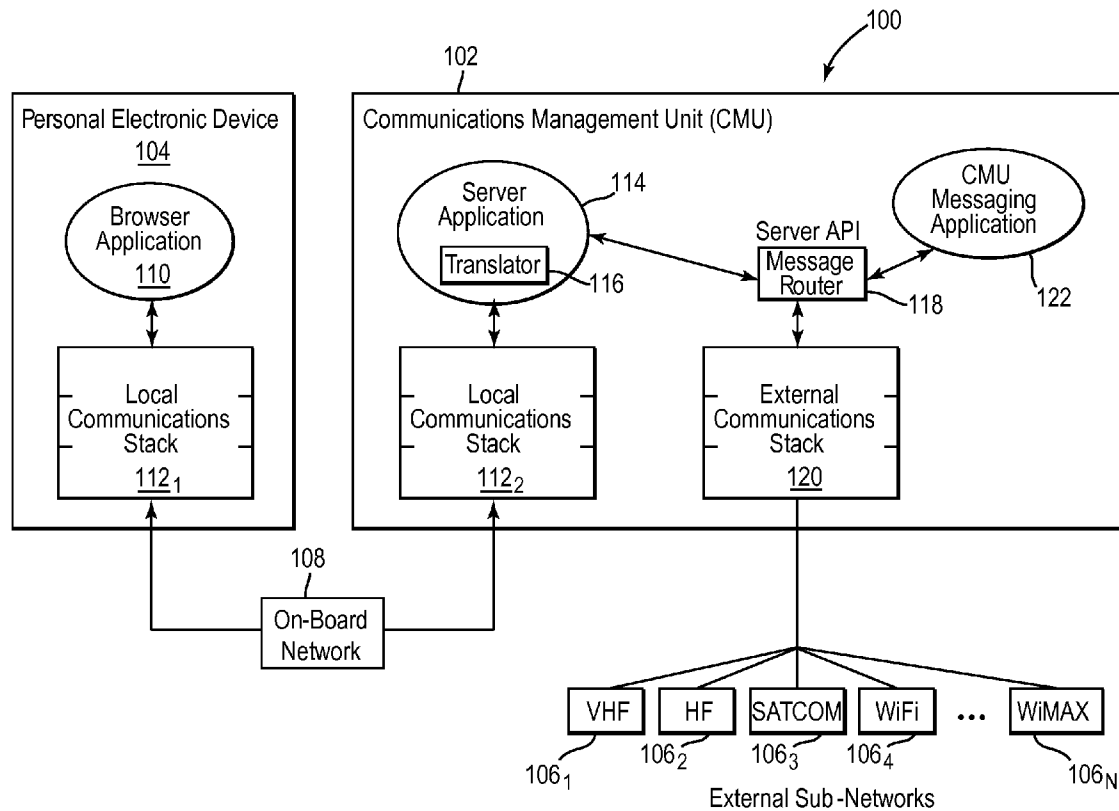 100
102
Personal Electronic Device
104
Browser
Application
110
Local
Communications
Stack
112₁
Communications Management Unit (CMU)
Server
Application
114
Translator
116
Local
Communications
Stack
112₂
Server API
Message
Router
118
CMU
Messaging
Application
122
External
Communications
Stack
120
108
On-Board
Network
VHF
HF
SATCOM
WiFi
...
WiMAX
106₁
106₂
106₃
106₄
106N
External Sub-Networks